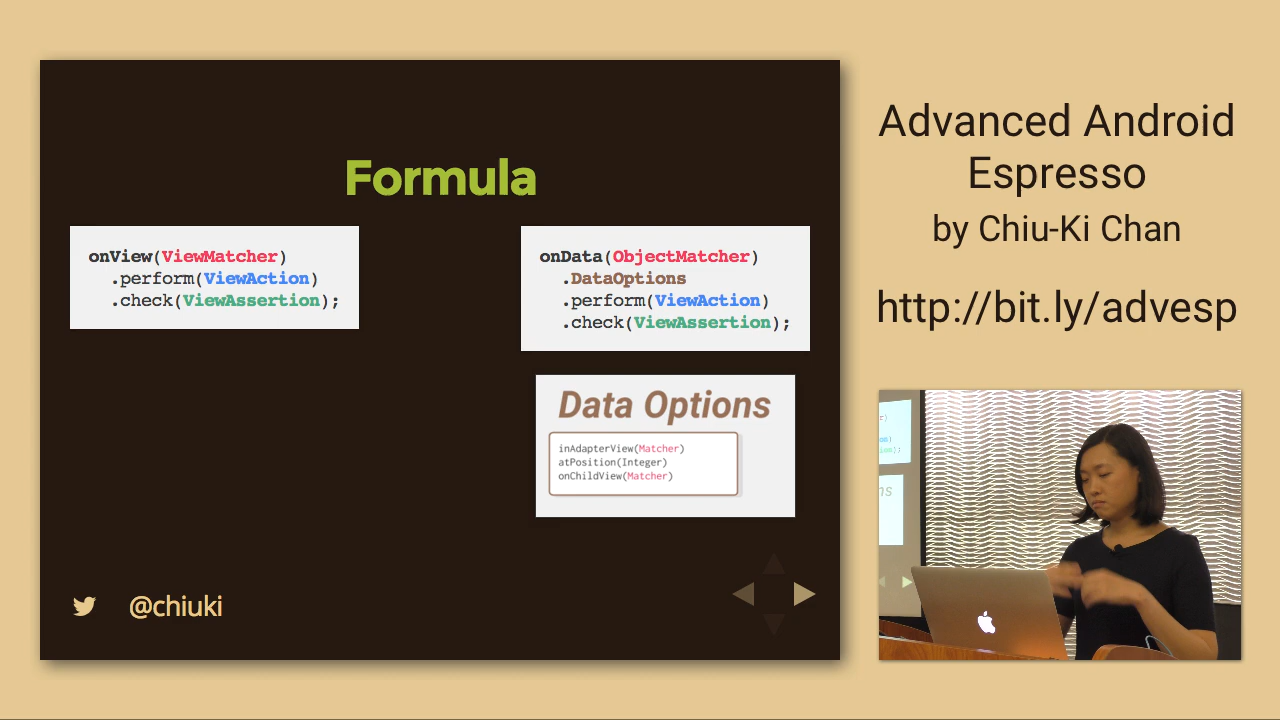 Formula
onView(ViewMatcher)
.perform(ViewAction)
.check(ViewAssertion);
onData(ObjectMatcher)
.DataOptions
.perform(ViewAction)
.check(ViewAssertion);
Data Options
inAdapterView(Matcher)
atPosition(Integer)
onChildView(Matcher)
@chiuki
Advanced Android
Espresso
by Chiu-Ki Chan
http://bit.ly/advesp